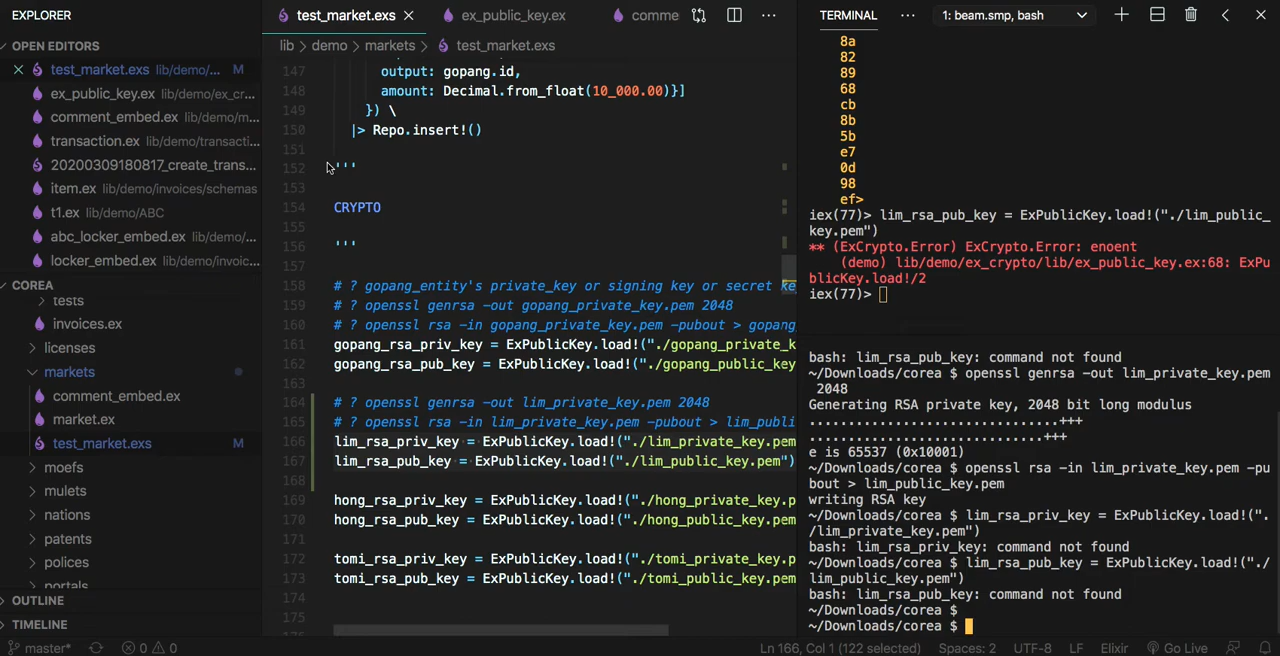 EXPLORER
OPEN EDITORS
test_market.exs lib/demo/... M
ex_public_key.ex lib/demo/ex_cr...
comment_embed.ex lib/demo/m...
transaction.ex lib/demo/transacti...
20200309180817_create_trans...
item.ex lib/demo/invoices/schemas
t1.ex lib/demo/ABC
abc_locker_embed.ex lib/demo/...
locker_embed.ex lib/demo/invoic...
COREA
tests
invoices.ex
licenses
markets
comment_embed.ex
market.ex
test_market.exs M
moefs
mulets
nations
patents
polices
portals
OUTLINE
TIMELINE
test_market.exs
ex_public_key.ex
comme
lib > demo > markets > test_market.exs
147 output: gopang.id,
148 amount: Decimal.from_float(10_000.00)}]
149 }) \
150 |> Repo.insert!()
151
152 '''
153
154 CRYPTO
155
156 '''
157
158 # ? gopang_entity's private_key or signing key or secret ke
159 # ? openssl genrsa -out gopang_private_key.pem 2048
160 # ? openssl rsa -in gopang_private_key.pem -pubout > gopang
161 gopang_rsa_priv_key = ExPublicKey.load!("./gopang_private_k
162 gopang_rsa_pub_key = ExPublicKey.load!("./gopang_public_key
163
164 # ? openssl genrsa -out lim_private_key.pem 2048
165 # ? openssl rsa -in lim_private_key.pem -pubout > lim_publi
166 lim_rsa_priv_key = ExPublicKey.load!("./lim_private_key.pem
167 lim_rsa_pub_key = ExPublicKey.load!("./lim_public_key.pem")
168
169 hong_rsa_priv_key = ExPublicKey.load!("./hong_private_key.p
170 hong_rsa_pub_key = ExPublicKey.load!("./hong_public_key.pem
171
172 tomi_rsa_priv_key = ExPublicKey.load!("./tomi_private_key.p
173 tomi_rsa_pub_key = ExPublicKey.load!("./tomi_public_key.pem
174
175
TERMINAL ... 1: beam.smp, bash
8a
82
89
68
cb
8b
5b
e7
0d
98
ef>
iex(77)> lim_rsa_pub_key = ExPublicKey.load!("./lim_public_
key.pem")
** (ExCrypto.Error) ExCrypto.Error: enoent
(demo) lib/demo/ex_crypto/lib/ex_public_key.ex:68: ExPu
blicKey.load!/2
iex(77)>
bash: lim_rsa_pub_key: command not found
~/Downloads/corea $ openssl genrsa -out lim_private_key.pem
2048
Generating RSA private key, 2048 bit long modulus
...............................+++
.............................+++
e is 65537 (0x10001)
~/Downloads/corea $ openssl rsa -in lim_private_key.pem -pu
bout > lim_public_key.pem
writing RSA key
~/Downloads/corea $ lim_rsa_priv_key = ExPublicKey.load!(".
/lim_private_key.pem")
bash: lim_rsa_priv_key: command not found
~/Downloads/corea $ lim_rsa_pub_key = ExPublicKey.load!("./
lim_public_key.pem")
bash: lim_rsa_pub_key: command not found
~/Downloads/corea $
~/Downloads/corea $
master* 0 0 Ln 166, Col 1 (122 selected) Spaces: 2 UTF-8 LF Elixir Go Live